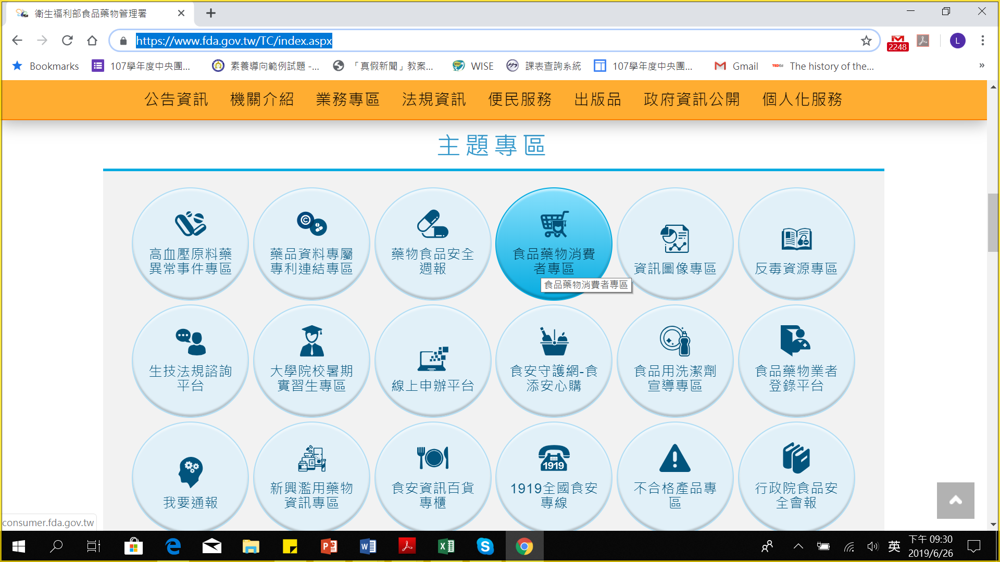 衛生福利部食品藥物管理署
https://www.fda.gov.tw/TC/index.aspx
2248
L
Bookmarks 107學年度中央團... 素養導向範例試題 -... 「真假新聞」教案... WISE 課表查詢系統 107學年度中央團... Gmail TED Ed The history of the... »
公告資訊 機關介紹 業務專區 法規資訊 便民服務 出版品 政府資訊公開 個人化服務
主題專區
高血壓原料藥
異常事件專區
藥品資料專屬
專利連結專區
藥物食品安全
週報
食品藥物消費
者專區
食品藥物消費者專區
資訊圖像專區
反毒資源專區
生技法規諮詢
平台
大學院校暑期
實習生專區
線上申辦平台
食安守護網-食
添安心購
食品用洗潔劑
宣導專區
食品藥物業者
登錄平台
我要通報
新興濫用藥物
資訊專區
食安資訊百貨
專櫃
1919
1919全國食安
專線
不合格產品專
區
行政院食品安
全會報
consumer.fda.gov.tw
英
下午 09:30
2019/6/26